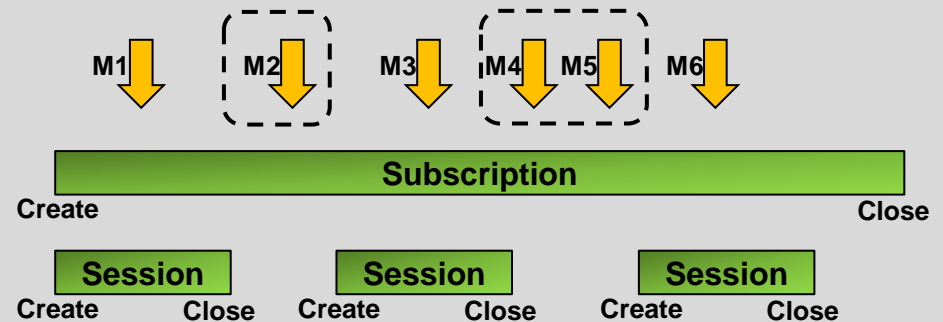 M1 M2 M3 M4 M5 M6
Subscription
Create Close
Session Session Session
Create Close Create Close Create Close